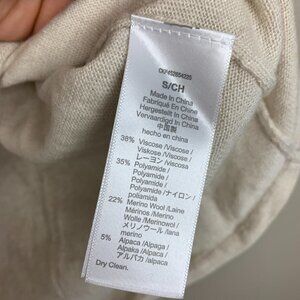 S/CH
Made In China
Fabriqué En China
Hergestellt In China
Vervaardigd In China
中国製
hecho en china
38% Viscose / Viscose /
Viskose / Viscose /
レーヨン / Viscosa
35% Polyamide /
Polyamide /
Polyamid /
Polyamide / ナイロン /
poliamida
22% Merino Wool / Laine
Mérinos / Merino
Wolle / Merinowol /
メリノウール / lana
merino
5% Alpaca / Alpaga /
Alpaka / Alpaca /
アルパカ / alpaca
Dry Clean.